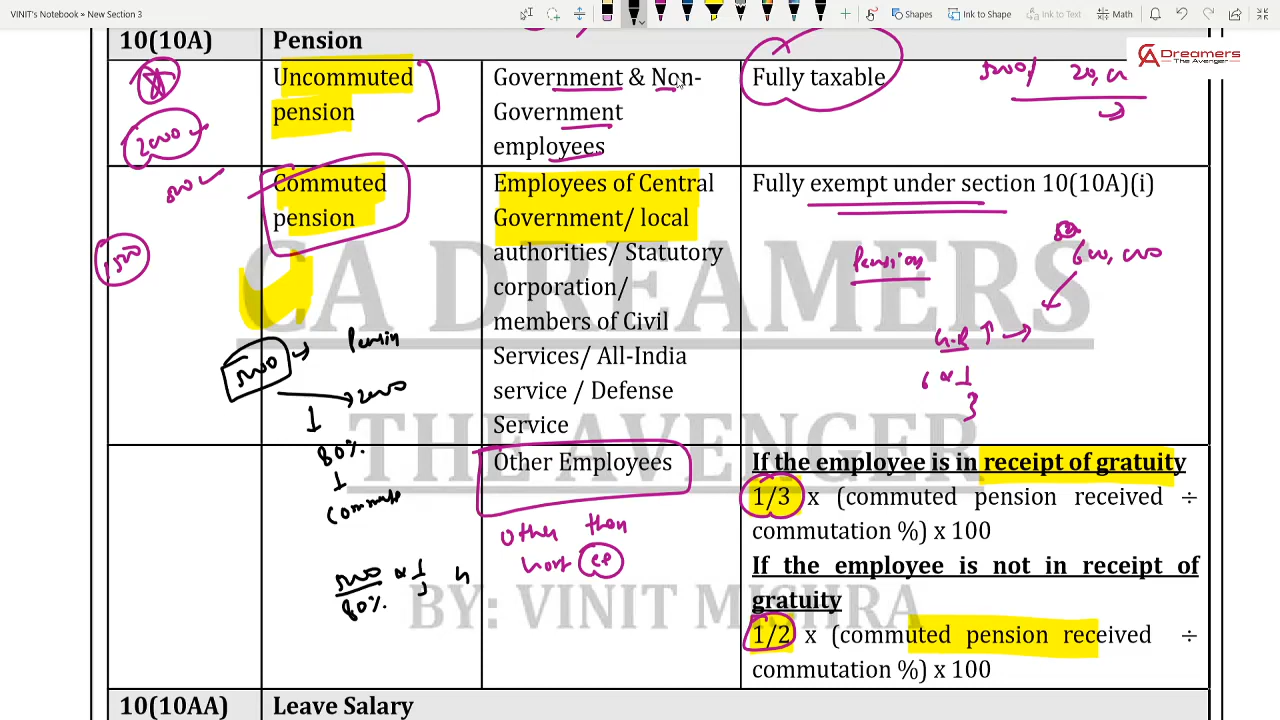 VINIT's Notebook » New Section 3
Shapes
Ink to Shape
Ink to Text
Math
CA Dreamers
The Avenger
10(10A) Pension
Uncommuted pension
Government & Non-
Government
employees
Fully taxable
2000
500
1500
Commuted
pension
Employees of Central
Government/ local
authorities/ Statutory
corporation/
members of Civil
Services/ All-India
service / Defense
Service
Fully exempt under section 10(10A)(i)
Pension
CA DREAMERS
THE AVENGER
BY: VINIT MISHRA
80%
80%
Other Employees
other than
If the employee is in receipt of gratuity
1/3 x (commuted pension received ÷
commutation %) x 100
If the employee is not in receipt of
gratuity
1/2 x (commuted pension received ÷
commutation %) x 100
10(10AA) Leave Salary